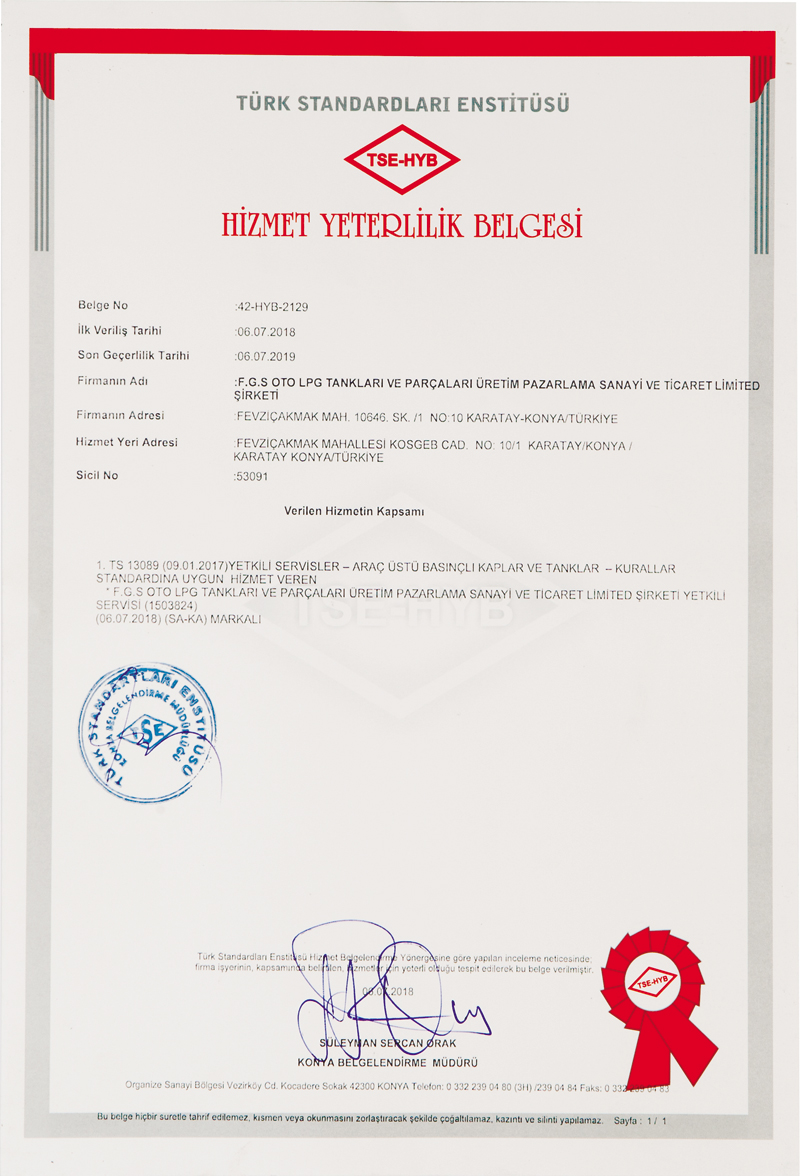 TÜRK STANDARDLARI ENSTİTÜSÜ
TSE-HYB
HİZMET YETERLİLİK BELGESİ
Belge No :42-HYB-2129
İlk Veriliş Tarihi :06.07.2018
Son Geçerlilik Tarihi :06.07.2019
Firmanın Adı :F.G.S OTO LPG TANKLARI VE PARÇALARI ÜRETİM PAZARLAMA SANAYİ VE TİCARET LİMİTED
ŞİRKETİ
Firmanın Adresi :FEVZİÇAKMAK MAH. 10646. SK. /1 NO:10 KARATAY-KONYA/TÜRKİYE
Hizmet Yeri Adresi :FEVZİÇAKMAK MAHALLESİ KOSGEB CAD. NO: 10/1 KARATAY/KONYA /
KARATAY KONYA/TÜRKİYE
Sicil No :53091
Verilen Hizmetin Kapsamı
1. TS 13089 (09.01.2017)YETKİLİ SERVİSLER – ARAÇ ÜSTÜ BASINÇLI KAPLAR VE TANKLAR -- KURALLAR
STANDARDINA UYGUN HİZMET VEREN
* F.G.S OTO LPG TANKLARI VE PARÇALARI ÜRETİM PAZARLAMA SANAYİ VE TİCARET LİMİTED ŞİRKETİ YETKİLİ
SERVİSİ (1503824)
(06.07.2018) (SA-KA) MARKALI
TSE-HYB
TÜRK STANDARTLARI ENSTİTÜSÜ
KONYA BELGELENDİRME MÜDÜRLÜĞÜ
TSE
Türk Standardları Enstitüsü Hizmet Belgelendirme Yönergesine göre yapılan inceleme neticesinde;
firma işyerinin, kapsamında belirtilen, hizmetler için yeterli olduğu tespit edilerek bu belge verilmiştir.
06.07.2018
TSE-HYB
SÜLEYMAN SERCAN ORAK
KONYA BELGELENDİRME MÜDÜRÜ
Organize Sanayi Bölgesi Vezirköy Cd. Kocadere Sokak 42300 KONYA Telefon: 0 332 239 04 80 (3H) /239 04 84 Faks: 0 332 239 04 83
Bu belge hiçbir suretle tahrif edilemez, kısmen veya okunmasını zorlaştıracak şekilde çoğaltılamaz, kazıntı ve silinti yapılamaz. Sayfa : 1 / 1